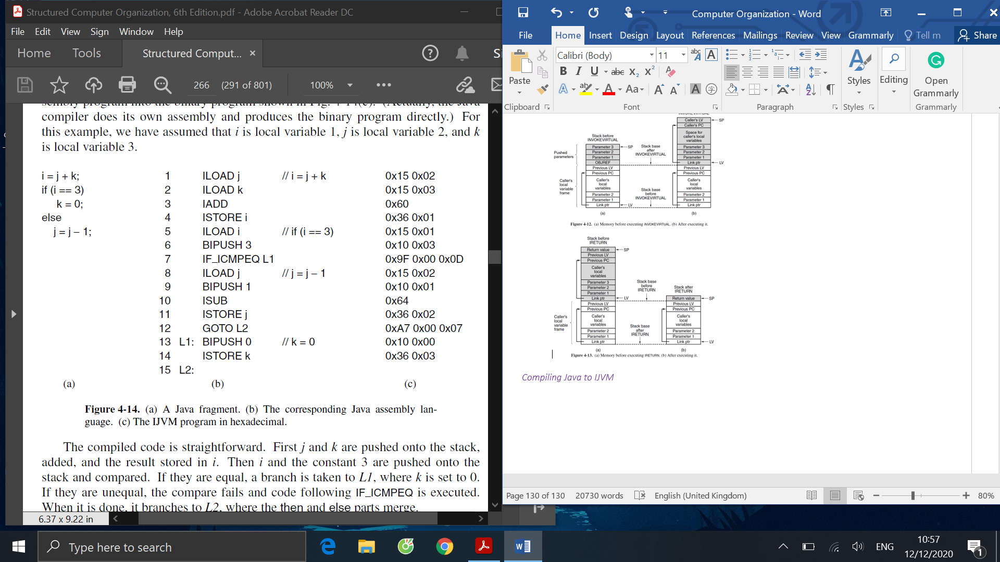 Structured Computer Organization, 6th Edition.pdf - Adobe Acrobat Reader DC
File Edit View Sign Window Help
Home Tools Structured Comput... ×
266 (291 of 801) 100%
compiler does its own assembly and produces the binary program directly.) For
this example, we have assumed that i is local variable 1, j is local variable 2, and k
is local variable 3.
i = j + k; 1 ILOAD j // i = j + k 0x15 0x02
if (i == 3) 2 ILOAD k 0x15 0x03
k = 0; 3 IADD 0x60
else 4 ISTORE i 0x36 0x01
j = j – 1; 5 ILOAD i // if (i == 3) 0x15 0x01
6 BIPUSH 3 0x10 0x03
7 IF_ICMPEQ L1 0x9F 0x00 0x0D
8 ILOAD j // j = j – 1 0x15 0x02
9 BIPUSH 1 0x10 0x01
10 ISUB 0x64
11 ISTORE j 0x36 0x02
12 GOTO L2 0xA7 0x00 0x07
13 L1: BIPUSH 0 // k = 0 0x10 0x00
14 ISTORE k 0x36 0x03
15 L2:
(a) (b) (c)
Figure 4-14. (a) A Java fragment. (b) The corresponding Java assembly lan-
guage. (c) The IJVM program in hexadecimal.
The compiled code is straightforward. First j and k are pushed onto the stack,
added, and the result stored in i. Then i and the constant 3 are pushed onto the
stack and compared. If they are equal, a branch is taken to L1, where k is set to 0.
If they are unequal, the compare fails and code following IF_ICMPEQ is executed.
When it is done, it branches to L2, where the then and else parts merge.
6.37 x 9.22 in
Computer Organization - Word
File Home Insert Design Layout References Mailings Review View Grammarly Tell m Share
Paste
Calibri (Body) 11
Styles
Editing
Open
Grammarly
Clipboard Font Paragraph Styles Grammarly
Stack before
INVOKEVIRTUAL
Pushed
parameters
Parameter 3
Parameter 2
Parameter 1
OBJREF
Previous LV
Previous PC
Caller's
local
variables
Parameter 2
Parameter 1
Link ptr
SP
LV
Caller's
local
variable
frame
(a)
Stack base
after
INVOKEVIRTUAL
Stack base
before
INVOKEVIRTUAL
Caller's LV
Caller's PC
Space for
caller's local
variables
Parameter 3
Parameter 2
Parameter 1
Link ptr
Previous LV
Previous PC
Caller's
local
variables
Parameter 2
Parameter 1
Link ptr
SP
LV
(b)
Figure 4-12. (a) Memory before executing INVOKEVIRTUAL. (b) After executing it.
Stack before
IRETURN
Return value
Previous LV
Previous PC
Caller's
local
variables
Parameter 3
Parameter 2
Parameter 1
Link ptr
Previous LV
Previous PC
Caller's
local
variables
Parameter 2
Parameter 1
Link ptr
SP
LV
Caller's
local
variable
frame
(a)
Stack base
before
IRETURN
Stack base
after
IRETURN
Stack after
IRETURN
Return value
Previous LV
Previous PC
Caller's
local
variables
Parameter 2
Parameter 1
Link ptr
SP
LV
(b)
Figure 4-13. (a) Memory before executing IRETURN. (b) After executing it.
Compiling Java to IJVM
Page 130 of 130 20730 words English (United Kingdom) 80%
Type here to search
ENG
10:57
12/12/2020
1